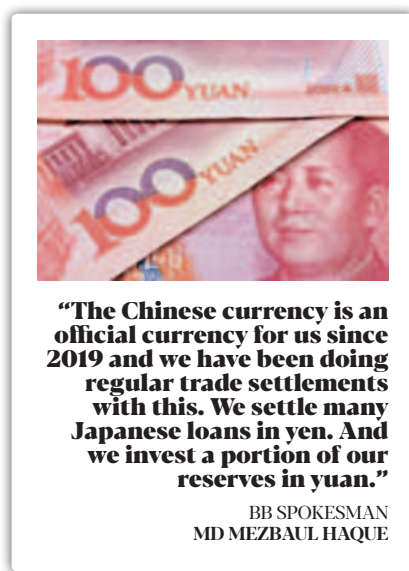 100 YUAN
100 YUAN
“The Chinese currency is an
official currency for us since
2019 and we have been doing
regular trade settlements
with this. We settle many
Japanese loans in yen. And
we invest a portion of our
reserves in yuan.”
BB SPOKESMAN
MD MEZBAUL HAQUE